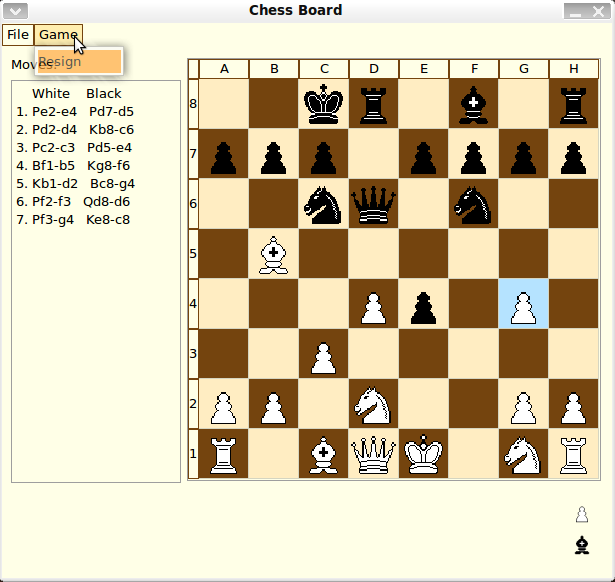 Chess Board
File Game
Resign
Moves:
White Black
1. Pe2-e4 Pd7-d5
2. Pd2-d4 Kb8-c6
3. Pc2-c3 Pd5-e4
4. Bf1-b5 Kg8-f6
5. Kb1-d2 Bc8-g4
6. Pf2-f3 Qd8-d6
7. Pf3-g4 Ke8-c8
A B C D E F G H
8
7
6
5
4
3
2
1